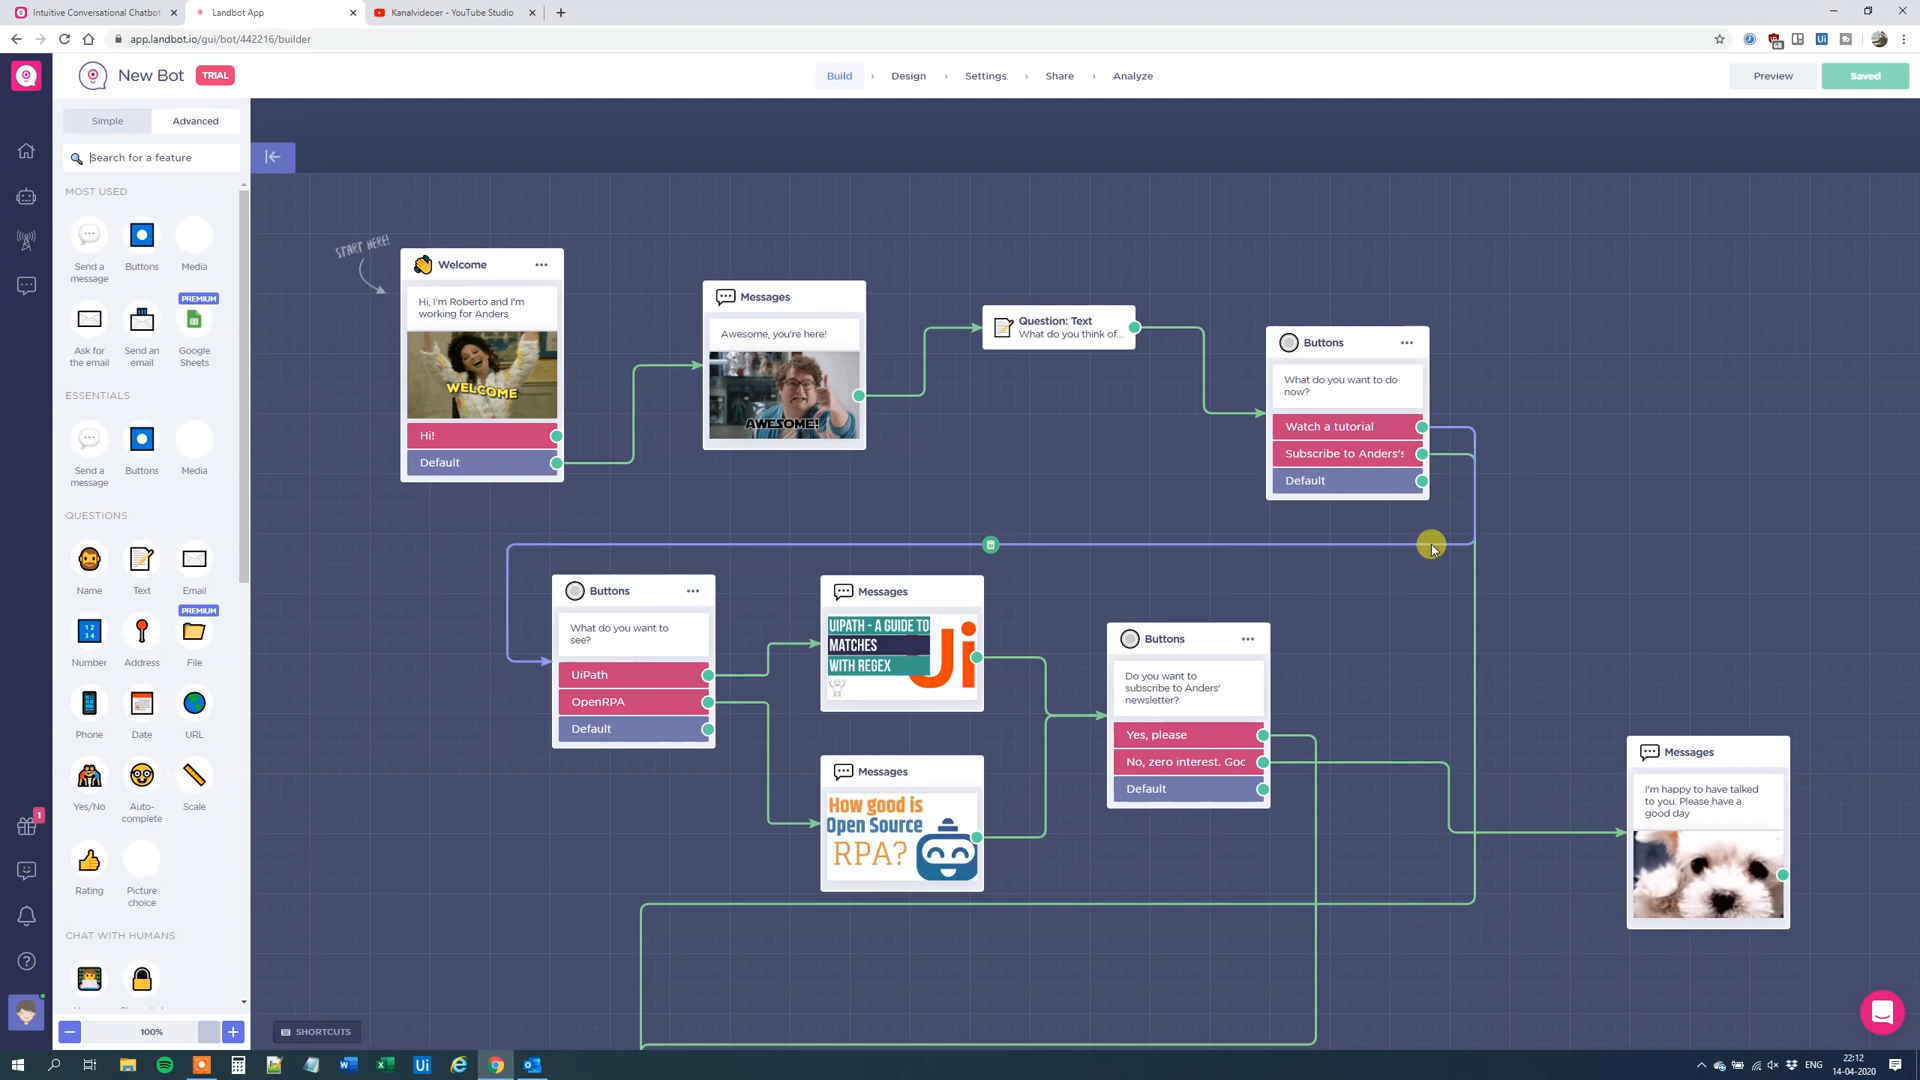 Intuitive Conversational Chatbot
Landbot App
Kanalvideoer - YouTube Studio
app.landbot.io/gui/bot/442216/builder
68
Ui
New Bot
TRIAL
Build
Design
Settings
Share
Analyze
Preview
Saved
Simple
Advanced
Search for a feature
MOST USED
Send a
message
Buttons
Media
PREMIUM
Ask for
the email
Send an
email
Google
Sheets
ESSENTIALS
Send a
message
Buttons
Media
QUESTIONS
Name
Text
Email
PREMIUM
1 2
3 4
Number
Address
File
Phone
Date
URL
Yes/No
Auto-
complete
Scale
Rating
Picture
choice
CHAT WITH HUMANS
1
100%
SHORTCUTS
START HERE!
Welcome
Hi, I'm Roberto and I'm
working for Anders
WELCOME
Hi!
Default
Messages
Awesome, you're here!
AWESOME!
Question: Text
What do you think of...
Buttons
What do you want to do
now?
Watch a tutorial
Subscribe to Anders's
Default
Buttons
What do you want to
see?
UiPath
OpenRPA
Default
Messages
UIPATH - A GUIDE TO
MATCHES
WITH REGEX
Ui
Messages
How good is
Open Source
RPA?
Buttons
Do you want to
subscribe to Anders'
newsletter?
Yes, please
No, zero interest. Goo
Default
Messages
I'm happy to have talked
to you. Please have a
good day
Ui
ENG
22:12
14-04-2020